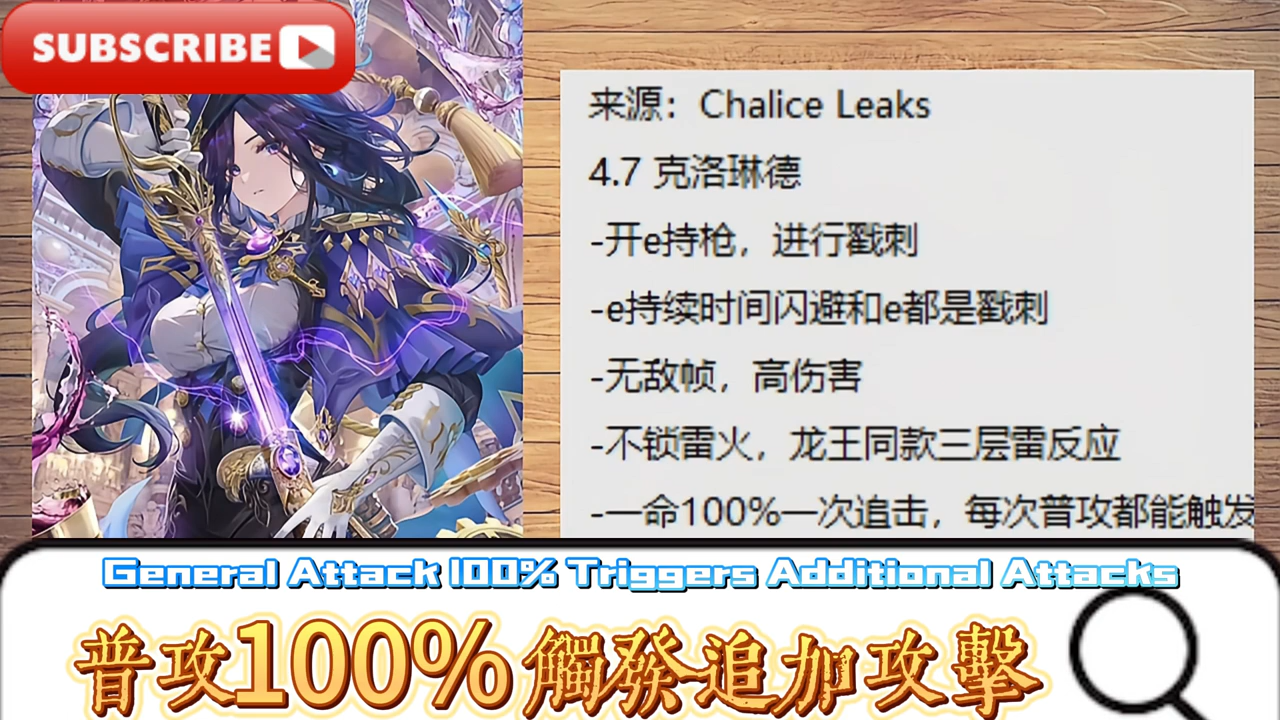 SUBSCRIBE
来源：Chalice Leaks
4.7 克洛琳德
-开e持枪，进行戳刺
-e持续时间闪避和e都是戳刺
-无敌帧，高伤害
-不锁雷火，龙王同款三层雷反应
-一命100%一次追击，每次普攻都能触发
General Attack 100% Triggers Additional Attacks
普攻100%觸發追加攻擊